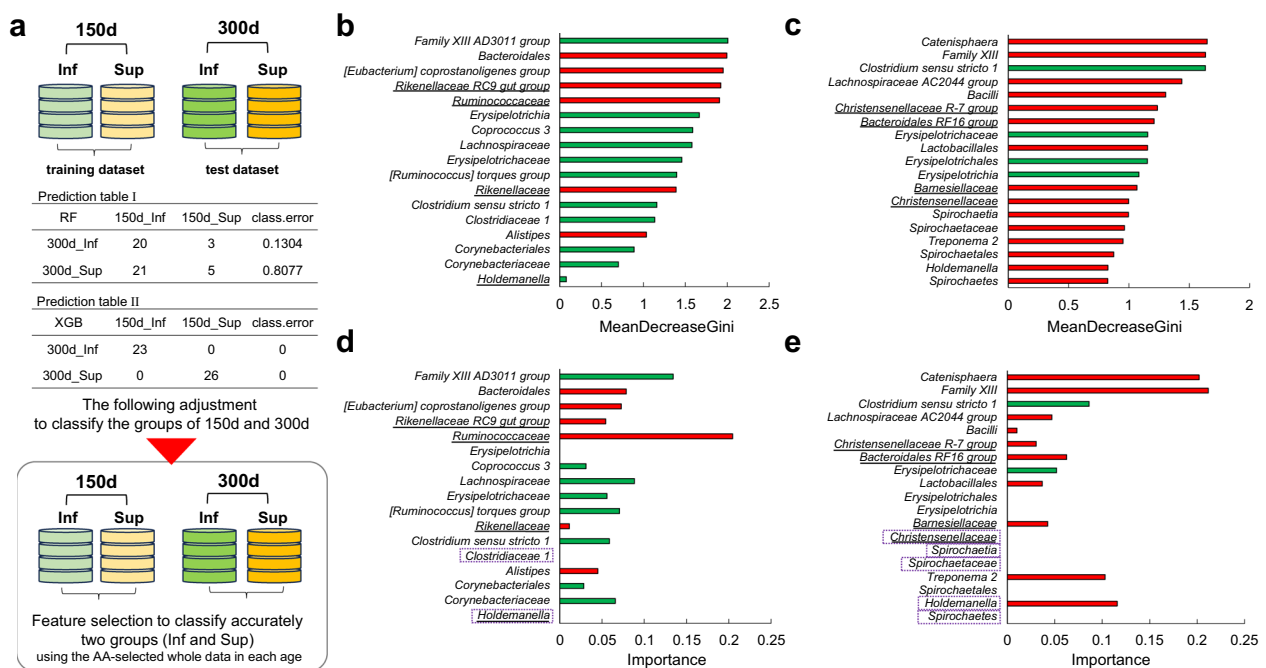 a
150d
300d
Inf
Sup
Inf
Sup
training dataset
test dataset
Prediction table I
RF 150d_Inf 150d_Sup class.error
300d_Inf 20 3 0.1304
300d_Sup 21 5 0.8077
Prediction table II
XGB 150d_Inf 150d_Sup class.error
300d_Inf 23 0 0
300d_Sup 0 26 0
The following adjustment
to classify the groups of 150d and 300d
150d
300d
Inf
Sup
Inf
Sup
Feature selection to classify accurately
two groups (Inf and Sup)
using the AA-selected whole data in each age
b
Family XIII AD3011 group
Bacteroidales
[Eubacterium] coprostanoligenes group
Rikenellaceae RC9 gut group
Ruminococcaceae
Erysipelotrichia
Coprococcus 3
Lachnospiraceae
Erysipelotrichaceae
[Ruminococcus] torques group
Rikenellaceae
Clostridium sensu stricto 1
Clostridiaceae 1
Alistipes
Corynebacteriales
Corynebacteriaceae
Holdemanella
0 0.5 1.0 1.5 2.0 2.5
MeanDecreaseGini
c
Catenisphaera
Family XIII
Clostridium sensu stricto 1
Lachnospiraceae AC2044 group
Bacilli
Christensenellaceae R-7 group
Bacteroidales RF16 group
Erysipelotrichaceae
Lactobacillales
Erysipelotrichales
Erysipelotrichia
Barnesiellaceae
Christensenellaceae
Spirochaetia
Spirochaetaceae
Treponema 2
Spirochaetales
Holdemanella
Spirochaetes
0 0.5 1 1.5 2
MeanDecreaseGini
d
Family XIII AD3011 group
Bacteroidales
[Eubacterium] coprostanoligenes group
Rikenellaceae RC9 gut group
Ruminococcaceae
Erysipelotrichia
Coprococcus 3
Lachnospiraceae
Erysipelotrichaceae
[Ruminococcus] torques group
Rikenellaceae
Clostridium sensu stricto 1
Clostridiaceae 1
Alistipes
Corynebacteriales
Corynebacteriaceae
Holdemanella
0 0.05 0.1 0.15 0.2 0.25
Importance
e
Catenisphaera
Family XIII
Clostridium sensu stricto 1
Lachnospiraceae AC2044 group
Bacilli
Christensenellaceae R-7 group
Bacteroidales RF16 group
Erysipelotrichaceae
Lactobacillales
Erysipelotrichales
Erysipelotrichia
Barnesiellaceae
Christensenellaceae
Spirochaetia
Spirochaetaceae
Treponema 2
Spirochaetales
Holdemanella
Spirochaetes
0 0.05 0.1 0.15 0.2 0.25
Importance